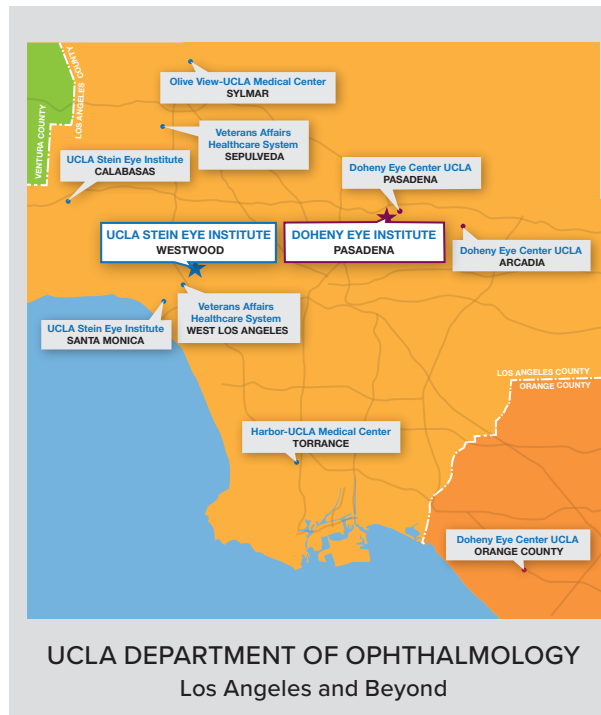 VENTURA COUNTY
LOS ANGELES COUNTY
Olive View-UCLA Medical Center
SYLMAR
Veterans Affairs
Healthcare System
SEPULVEDA
UCLA Stein Eye Institute
CALABASAS
Doheny Eye Center UCLA
PASADENA
UCLA STEIN EYE INSTITUTE
WESTWOOD
DOHENY EYE INSTITUTE
PASADENA
Doheny Eye Center UCLA
ARCADIA
Veterans Affairs
Healthcare System
WEST LOS ANGELES
UCLA Stein Eye Institute
SANTA MONICA
LOS ANGELES COUNTY
ORANGE COUNTY
Harbor-UCLA Medical Center
TORRANCE
Doheny Eye Center UCLA
ORANGE COUNTY
UCLA DEPARTMENT OF OPHTHALMOLOGY
Los Angeles and Beyond